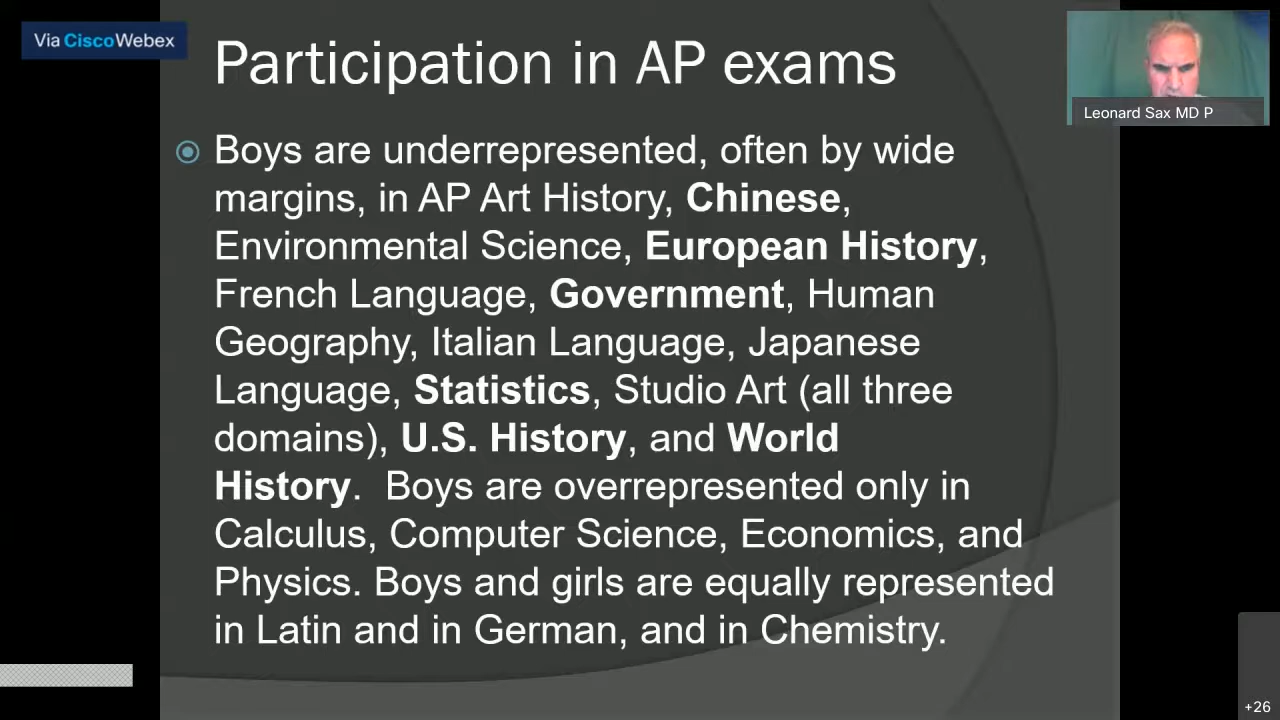 Via CiscoWebex
Participation in AP exams
Leonard Sax MD P
Boys are underrepresented, often by wide
margins, in AP Art History, Chinese,
Environmental Science, European History,
French Language, Government, Human
Geography, Italian Language, Japanese
Language, Statistics, Studio Art (all three
domains), U.S. History, and World
History.  Boys are overrepresented only in
Calculus, Computer Science, Economics, and
Physics. Boys and girls are equally represented
in Latin and in German, and in Chemistry.
+26